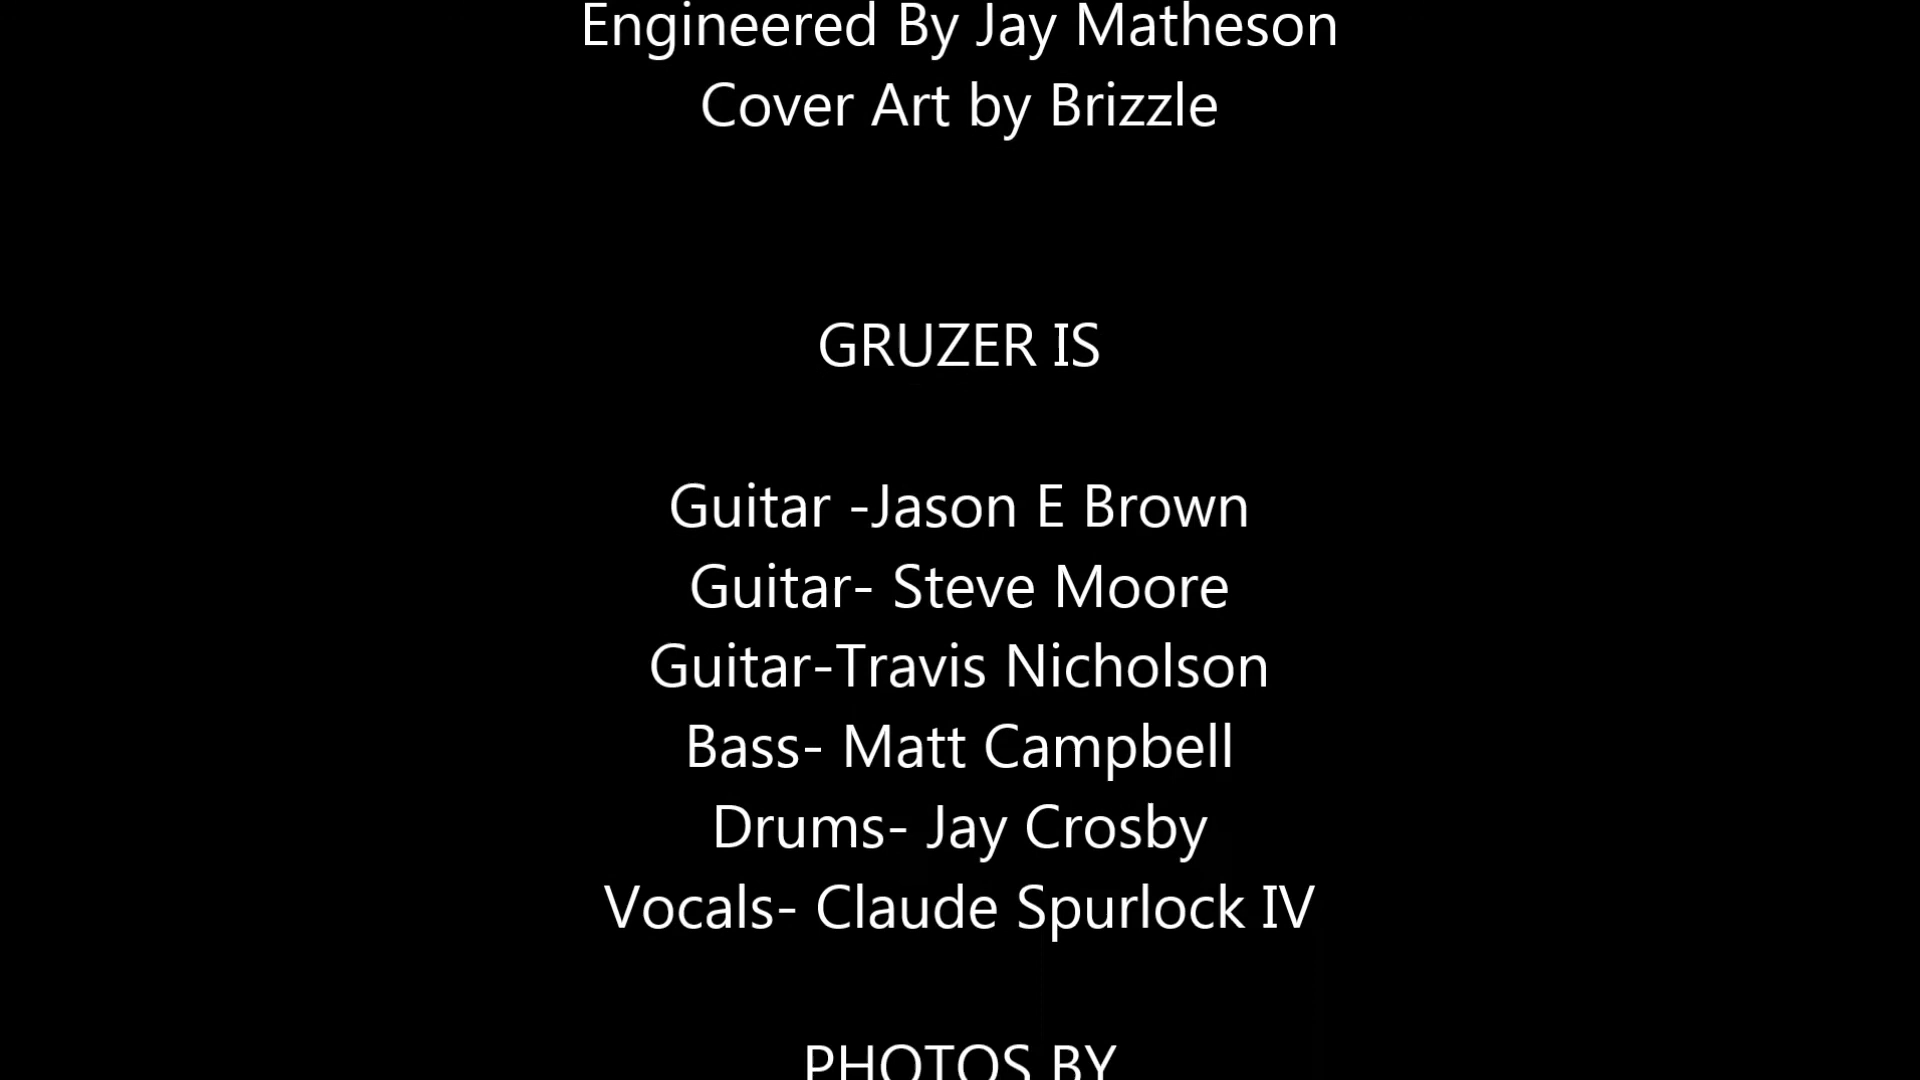 Engineered By Jay Matheson
Cover Art by Brizzle
GRUZER IS
Guitar -Jason E Brown
Guitar- Steve Moore
Guitar-Travis Nicholson
Bass- Matt Campbell
Drums- Jay Crosby
Vocals- Claude Spurlock IV
PHOTOS BY